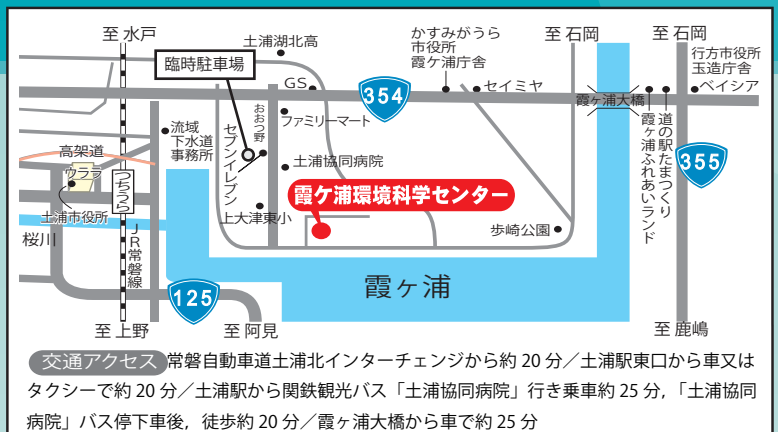 至 水戸
土浦湖北高
かすみがうら
市役所
霞ヶ浦庁舎
至 石岡
至 石岡
行方市役所
玉造庁舎
臨時駐車場
GS
354
セイミヤ
霞ヶ浦大橋
ベイシア
流域
下水道
事務所
セブンイレブン
おおつ野
ファミリーマート
道の駅たまつくり
霞ヶ浦ふれあいランド
355
高架道
ウララ
つちうら
土浦協同病院
土浦市役所
上大津東小
霞ケ浦環境科学センター
歩崎公園
桜川
JR常磐線
霞ヶ浦
125
至 上野
至 阿見
至 鹿嶋
交通アクセス 常磐自動車道土浦北インターチェンジから約 20 分／土浦駅東口から車又は
タクシーで約 20 分／土浦駅から関鉄観光バス「土浦協同病院」行き乗車約 25 分，「土浦協同
病院」バス停下車後，徒歩約 20 分／霞ヶ浦大橋から車で約 25 分